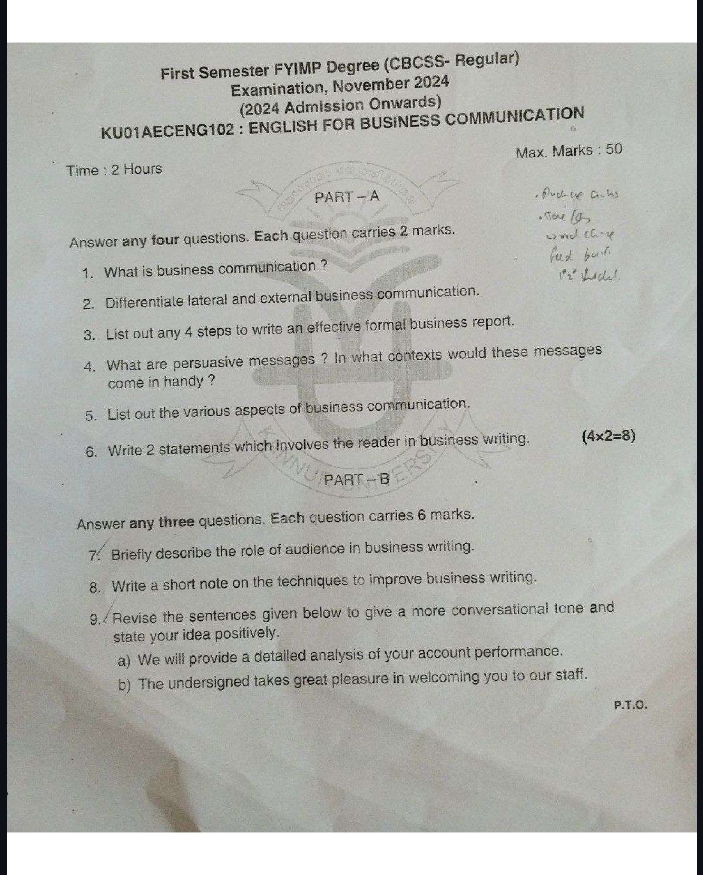 First Semester FYIMP Degree (CBCSS- Regular)
Examination, November 2024
(2024 Admission Onwards)
KU01AECENG102 : ENGLISH FOR BUSINESS COMMUNICATION
Time : 2 Hours
Max. Marks : 50
PART – A
Answer any four questions. Each question carries 2 marks.
1. What is business communication ?
2. Differentiate lateral and external business communication.
3. List out any 4 steps to write an effective formal business report.
4. What are persuasive messages ? In what contexts would these messages
come in handy ?
5. List out the various aspects of business communication.
6. Write 2 statements which involves the reader in business writing.
(4×2=8)
PART – B
Answer any three questions. Each question carries 6 marks.
7. Briefly describe the role of audience in business writing.
8. Write a short note on the techniques to improve business writing.
9. Revise the sentences given below to give a more conversational tone and
state your idea positively.
a) We will provide a detailed analysis of your account performance.
b) The undersigned takes great pleasure in welcoming you to our staff.
P.T.O.